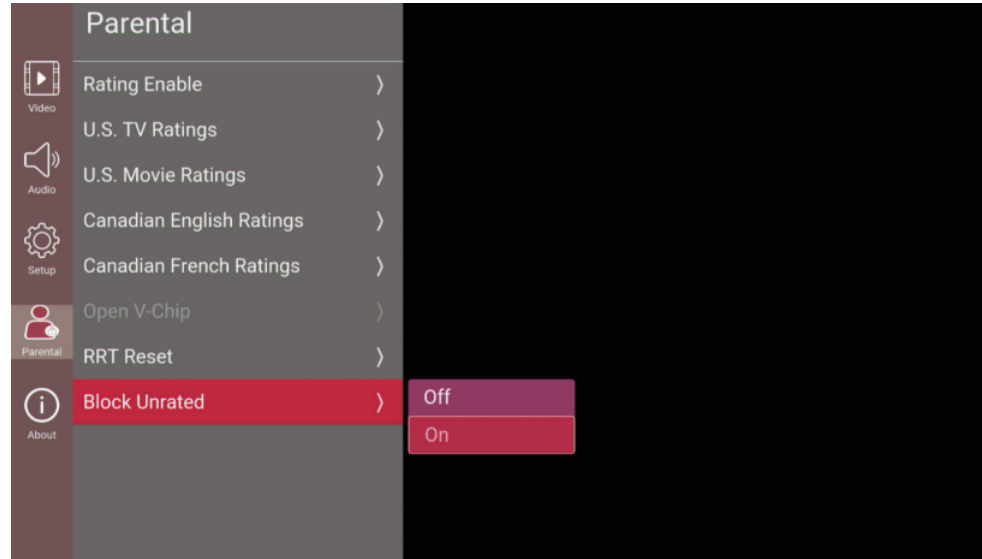 Parental
Video
Audio
Setup
Parental
About
Rating Enable
U.S. TV Ratings
U.S. Movie Ratings
Canadian English Ratings
Canadian French Ratings
Open V-Chip
RRT Reset
Block Unrated
Off
On